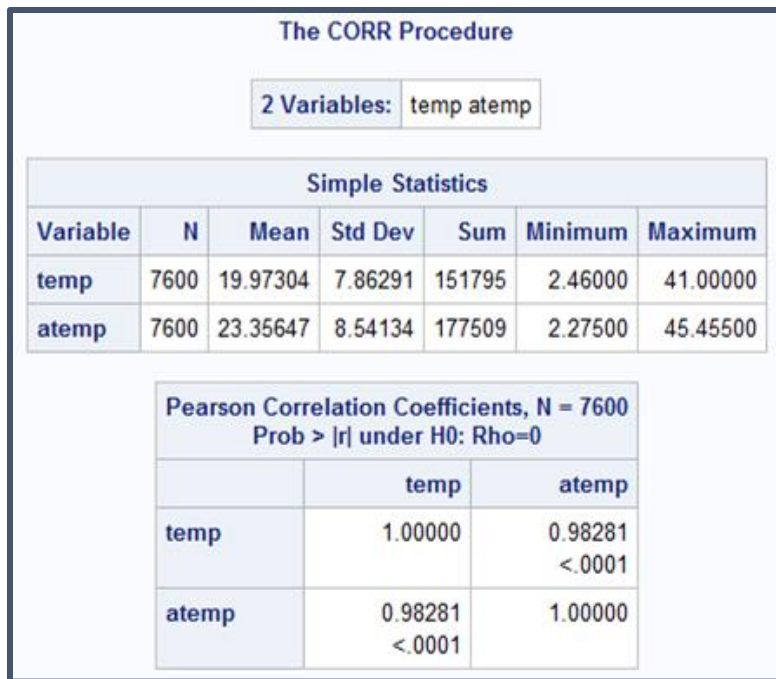 The CORR Procedure
2 Variables: temp atemp
Simple Statistics
Variable N Mean Std Dev Sum Minimum Maximum
temp 7600 19.97304 7.86291 151795 2.46000 41.00000
atemp 7600 23.35647 8.54134 177509 2.27500 45.45500
Pearson Correlation Coefficients, N = 7600
Prob > |r| under H0: Rho=0
temp atemp
temp 1.00000 0.98281
<.0001
atemp 0.98281 1.00000
<.0001